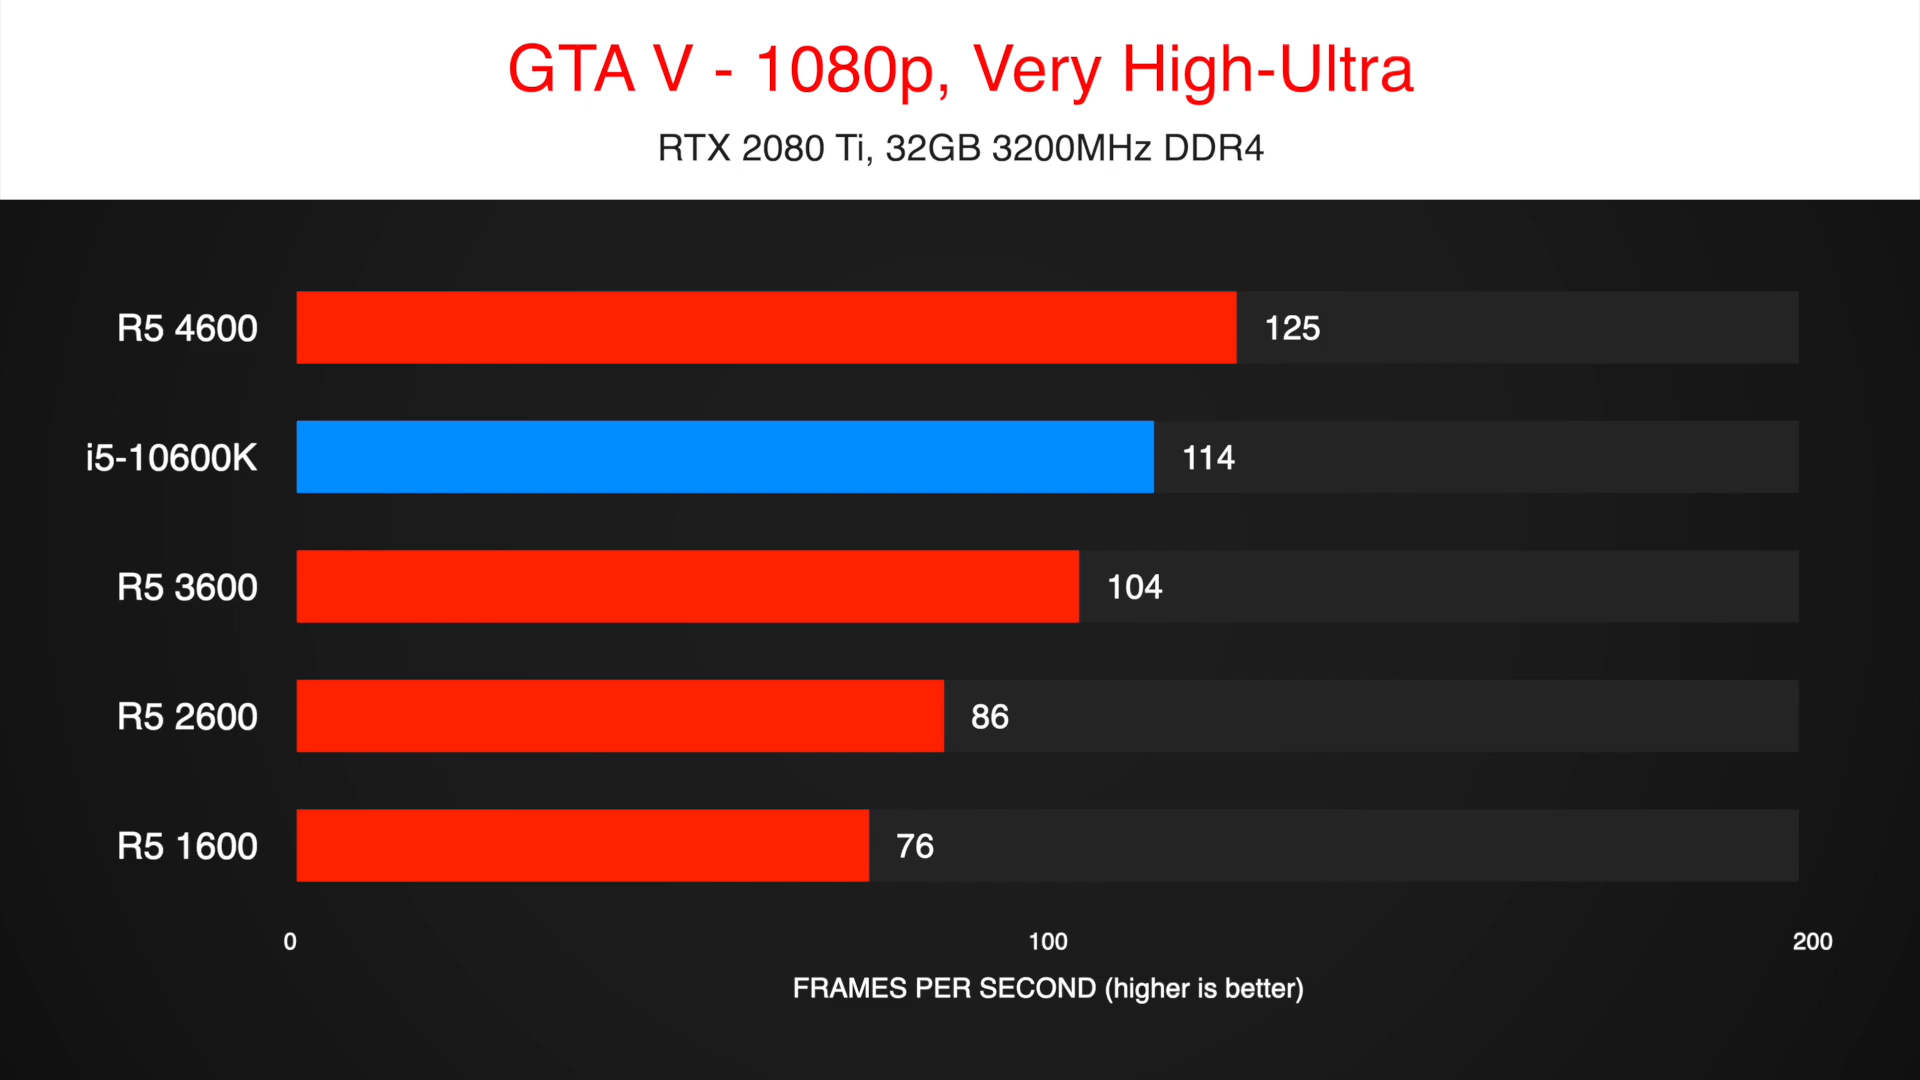 GTA V - 1080p, Very High-Ultra
RTX 2080 Ti, 32GB 3200MHz DDR4
R5 4600 125
i5-10600K 114
R5 3600 104
R5 2600 86
R5 1600 76
0 100 200
FRAMES PER SECOND (higher is better)